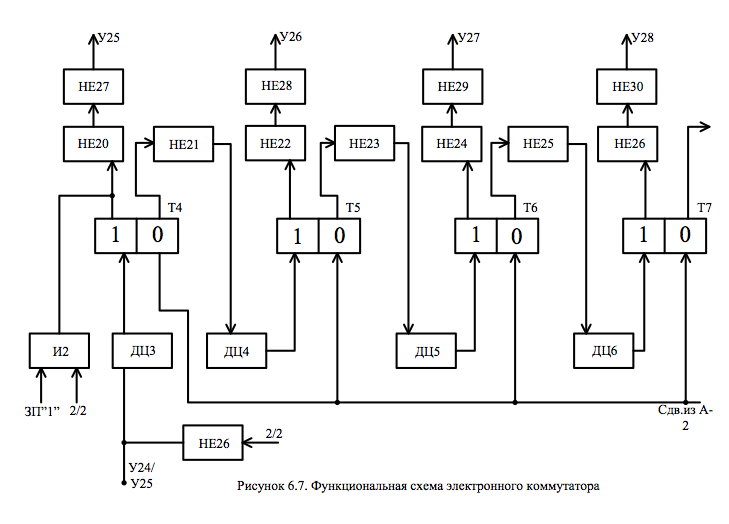 У25 У26 У27 У28
НЕ27 НЕ28 НЕ29 НЕ30
НЕ20 НЕ21 НЕ22 НЕ23 НЕ24 НЕ25 НЕ26
Т4 Т5 Т6 Т7
1 0 1 0 1 0 1 0
И2 ДЦ3 ДЦ4 ДЦ5 ДЦ6
ЗП”1” 2/2 Сдв.из А-
2
НЕ26 2/2
У24/
У25
Рисунок 6.7. Функциональная схема электронного коммутатора